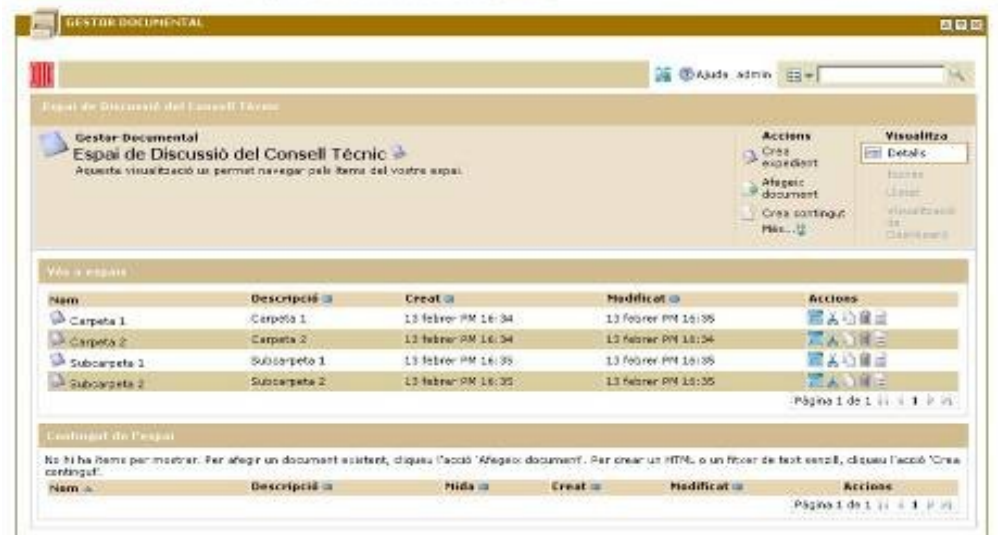 GESTOR DOCUMENTAL
Ajuda admin
Espai de Discussió del Consell Tècnic
Gestor Documental
Espai de Discussió del Consell Tècnic
Aquesta visualització us permet navegar pels ítems del vostre espai.
Accions
Crea expedient
Afegeix document
Crea contingut
Més...
Visualitza
Detalls
Icones
Llistat
Visualització de Dashboard
Vés a espais
Nom Descripció Creat Modificat Accions
Carpeta 1 Carpeta 1 13 febrer PM 16:34 13 febrer PM 16:35
Carpeta 2 Carpeta 2 13 febrer PM 16:34 13 febrer PM 16:34
Subcarpeta 1 Subcarpeta 1 13 febrer PM 16:35 13 febrer PM 16:35
Subcarpeta 2 Subcarpeta 2 13 febrer PM 16:35 13 febrer PM 16:35
Pàgina 1 de 1 1
Contingut de l'espai
No hi ha ítems per mostrar. Per afegir un document existent, cliqueu l'acció 'Afegeix document'. Per crear un HTML o un fitxer de text senzill, cliqueu l'acció 'Crea
contingut'.
Nom Descripció Mida Creat Modificat Accions
Pàgina 1 de 1 1